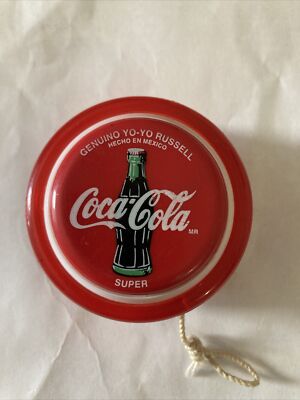 GENUINO YO-YO RUSSELL
HECHO EN MEXICO
Coca-Cola
MR
SUPER